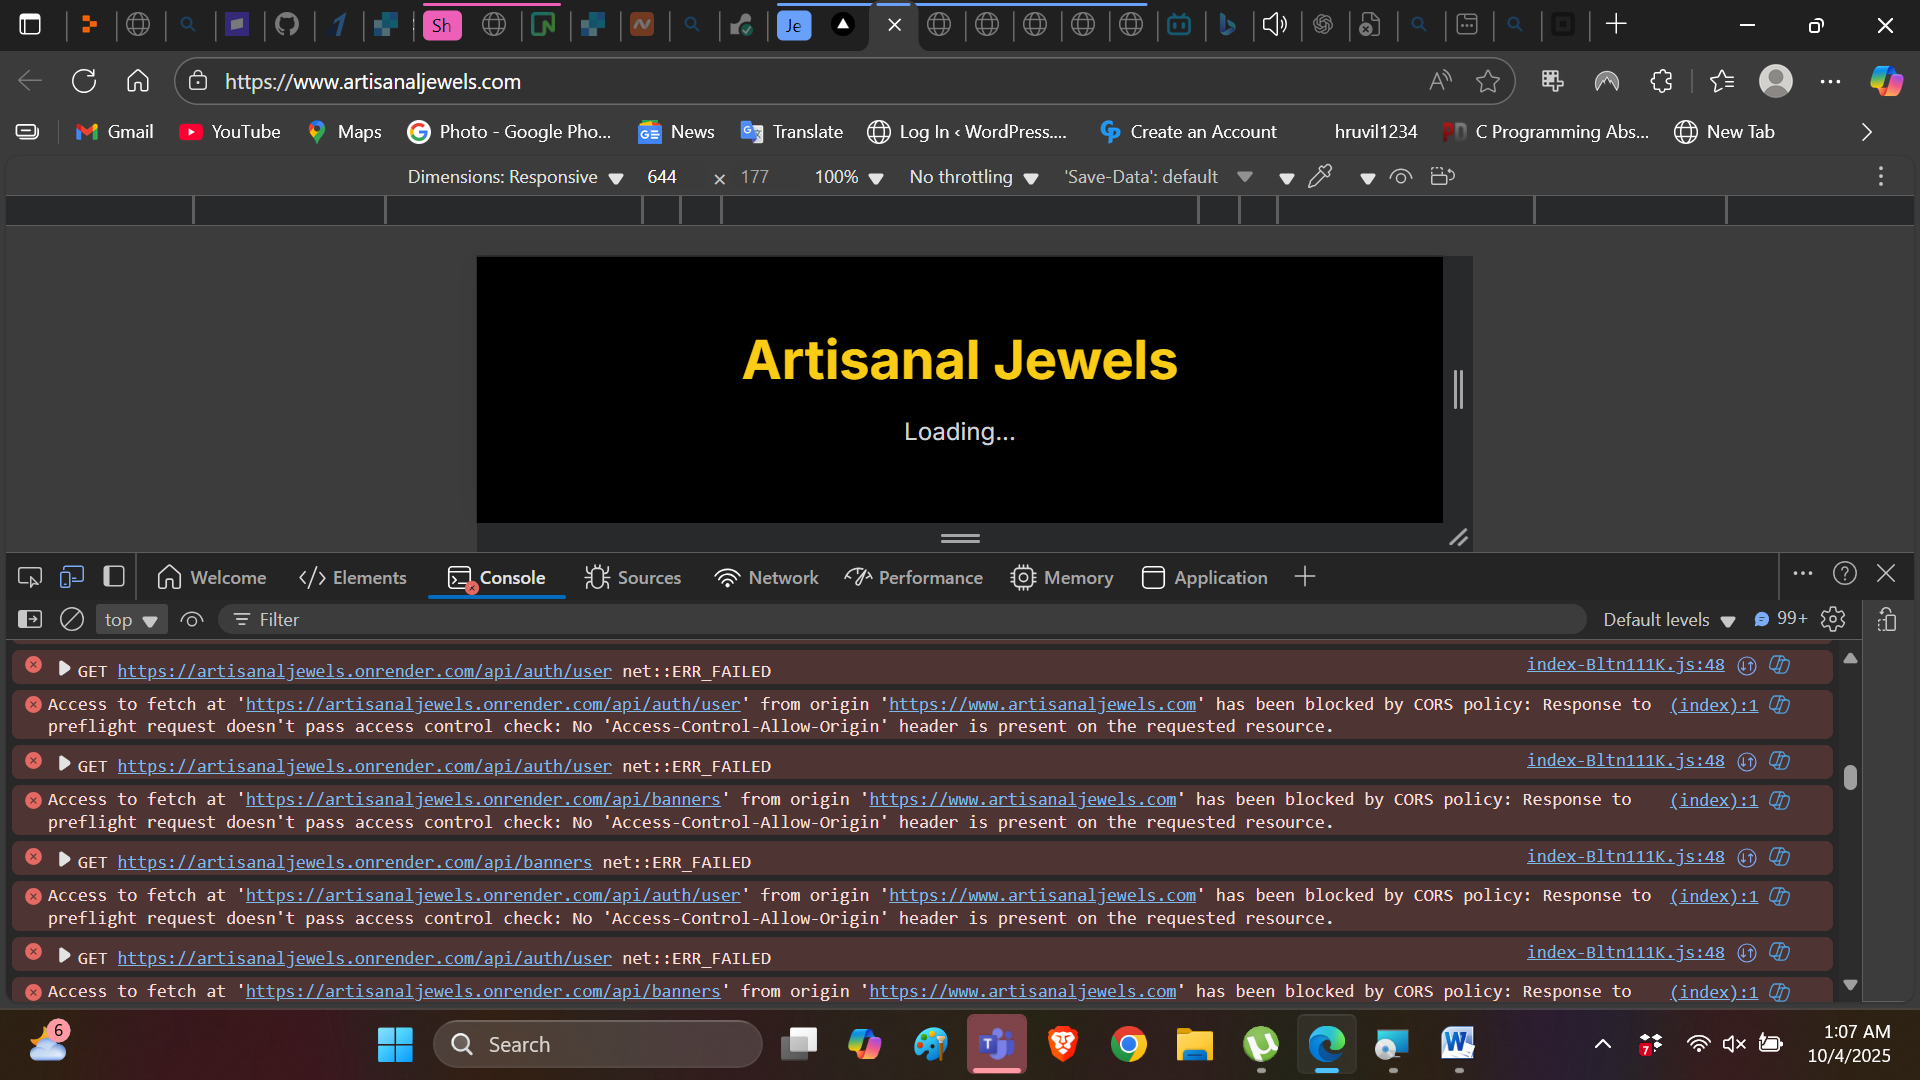 Sh
Je
https://www.artisanaljewels.com
Gmail
YouTube
Maps
Photo - Google Pho...
News
Translate
Log In ‹ WordPress....
Create an Account
hruvil1234
C Programming Abs...
New Tab
Dimensions: Responsive
644
×
177
100%
No throttling
'Save-Data': default
Artisanal Jewels
Loading...
Welcome
Elements
Console
Sources
Network
Performance
Memory
Application
top
Filter
Default levels
99+
GET https://artisanaljewels.onrender.com/api/auth/user net::ERR_FAILED
index-Bltn111K.js:48
Access to fetch at 'https://artisanaljewels.onrender.com/api/auth/user' from origin 'https://www.artisanaljewels.com' has been blocked by CORS policy: Response to
(index):1
preflight request doesn't pass access control check: No 'Access-Control-Allow-Origin' header is present on the requested resource.
GET https://artisanaljewels.onrender.com/api/auth/user net::ERR_FAILED
index-Bltn111K.js:48
Access to fetch at 'https://artisanaljewels.onrender.com/api/banners' from origin 'https://www.artisanaljewels.com' has been blocked by CORS policy: Response to
(index):1
preflight request doesn't pass access control check: No 'Access-Control-Allow-Origin' header is present on the requested resource.
GET https://artisanaljewels.onrender.com/api/banners net::ERR_FAILED
index-Bltn111K.js:48
Access to fetch at 'https://artisanaljewels.onrender.com/api/auth/user' from origin 'https://www.artisanaljewels.com' has been blocked by CORS policy: Response to
(index):1
preflight request doesn't pass access control check: No 'Access-Control-Allow-Origin' header is present on the requested resource.
GET https://artisanaljewels.onrender.com/api/auth/user net::ERR_FAILED
index-Bltn111K.js:48
Access to fetch at 'https://artisanaljewels.onrender.com/api/banners' from origin 'https://www.artisanaljewels.com' has been blocked by CORS policy: Response to
(index):1
6
Search
7
1:07 AM
10/4/2025